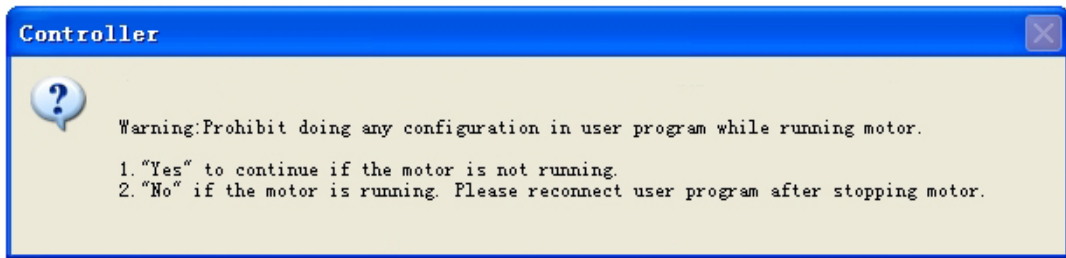 Controller
Warning:Prohibit doing any configuration in user program while running motor.
1."Yes" to continue if the motor is not running.
2."No" if the motor is running. Please reconnect user program after stopping motor.